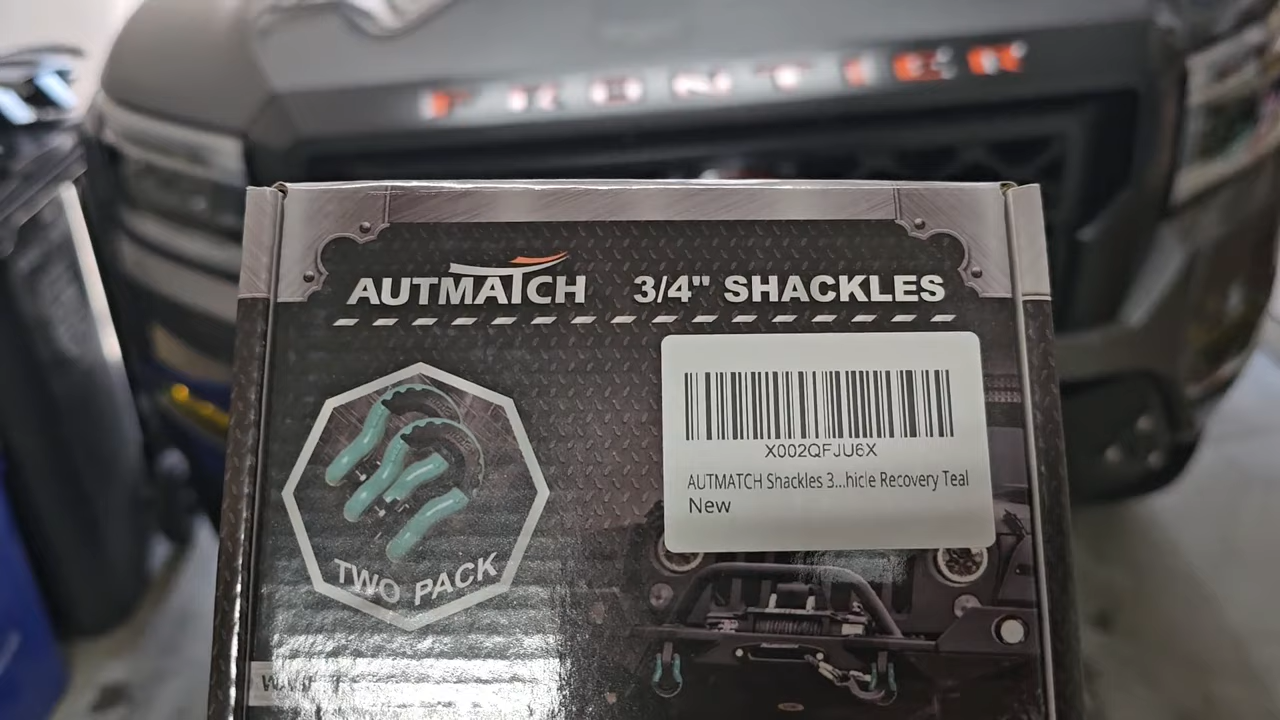 FRONTIER
AUTMATCH 3/4" SHACKLES
X002QFJU6X
AUTMATCH Shackles 3...hicle Recovery Teal
New
TWO PACK